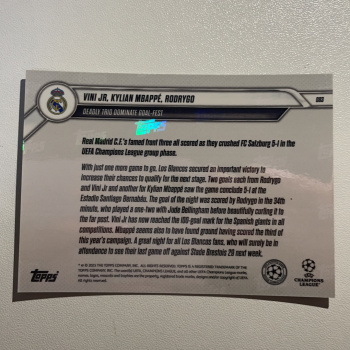 VINI JR, KYLIAN MBAPPÉ, RODRYGO
DEADLY TRIO DOMINATE GOAL-FEST
topps
Real Madrid C.F.'s famed front three all scored as they crushed FC Salzburg 5-1 in the
UEFA Champions League group phase.
With just one more game to go, Los Blancos secured an important victory to
increase their chances to qualify for the next stage. Two goals each from Rodrygo
and Vini Jr and another for Kylian Mbappé saw the game conclude 5-1 at the
Estadio Santiago Bernabéu. The goal of the night was scored by Rodrygo in the 34th
minute, who played a one-two with Jude Bellingham before beautifully curling it to
the far post. Vini Jr has now reached the 100-goal mark for the Spanish giants in all
competitions. Mbappé seems also to have found ground having scored the third of
this year's campaign. A great night for all Los Blancos fans, who will surely be in
attendance to see their last game off against Stade Brestois 29 next week.
topps
CHAMPIONS
LEAGUE